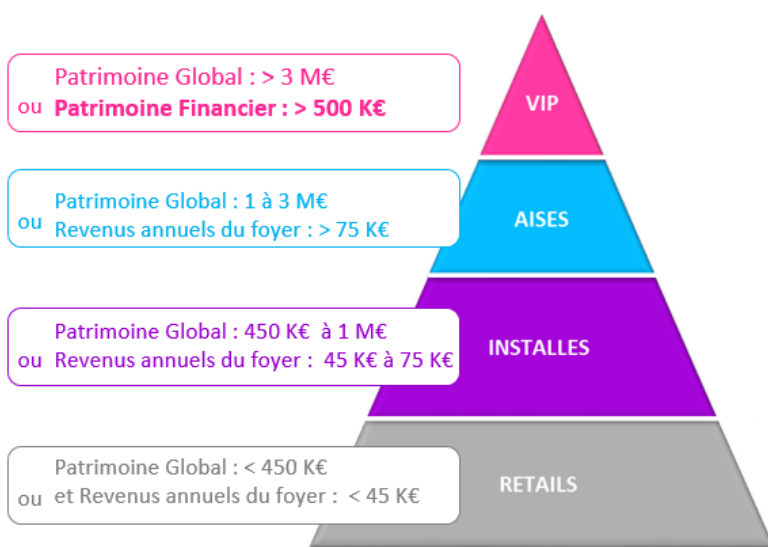 Patrimoine Global : > 3 M€
ou Patrimoine Financier : > 500 K€
VIP
Patrimoine Global : 1 à 3 M€
ou Revenus annuels du foyer : > 75 K€
AISES
Patrimoine Global : 450 K€ à 1 M€
ou Revenus annuels du foyer : 45 K€ à 75 K€
INSTALLES
Patrimoine Global : < 450 K€
ou et Revenus annuels du foyer : < 45 K€
RETAILS